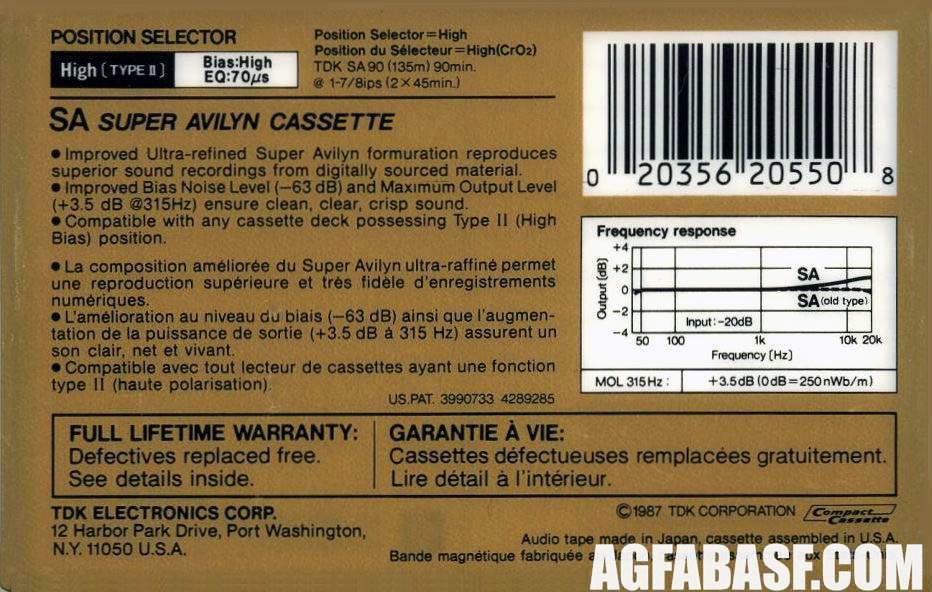 POSITION SELECTOR
High (TYPE II) Bias:High
EQ:70μs
Position Selector=High
Position du Sélecteur=High(CrO2)
TDK SA90 (135m) 90min.
@ 1-7/8ips (2×45min.)
SA SUPER AVILYN CASSETTE
● Improved Ultra-refined Super Avilyn formuration reproduces
superior sound recordings from digitally sourced material.
● Improved Bias Noise Level (−63 dB) and Maximum Output Level
(+3.5 dB @315Hz) ensure clean, clear, crisp sound.
● Compatible with any cassette deck possessing Type II (High
Bias) position.
● La composition améliorée du Super Avilyn ultra-raffiné permet
une reproduction supérieure et très fidèle d'enregistrements
numériques.
● L'amélioration au niveau du biais (−63 dB) ainsi que l'augmen-
tation de la puissance de sortie (+3.5 dB à 315 Hz) assurent un
son clair, net et vivant.
● Compatible avec tout lecteur de cassettes ayant une fonction
type II (haute polarisation).
US.PAT. 3990733 4289285
0 20356 20550 8
Frequency response
Output (dB)
+4
+2
0
−2
−4
SA
SA (old type)
Input:−20dB
50 100 1k 10k 20k
Frequency (Hz)
MOL 315Hz : +3.5dB (0dB=250nWb/m)
FULL LIFETIME WARRANTY:
Defectives replaced free.
See details inside.
GARANTIE À VIE:
Cassettes défectueuses remplacées gratuitement.
Lire détail à l'intérieur.
TDK ELECTRONICS CORP.
12 Harbor Park Drive, Port Washington,
N.Y. 11050 U.S.A.
©1987 TDK CORPORATION Compact Cassette
Audio tape made in Japan, cassette assembled in U.S.A.
Bande magnétique fabriquée
AGFABASF.COM